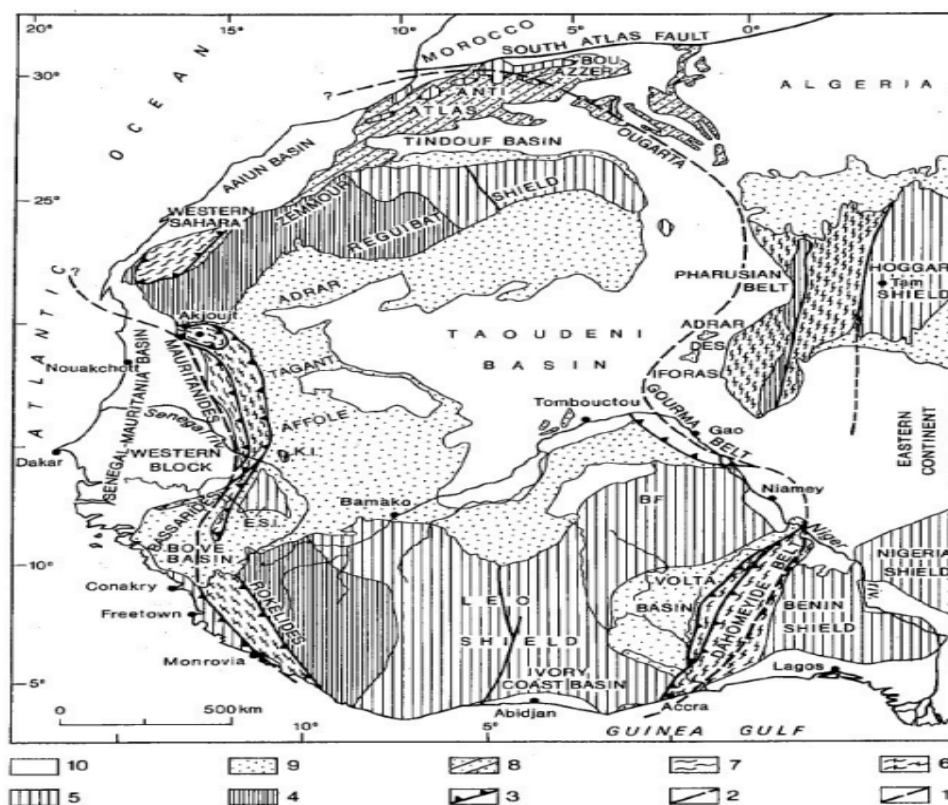 20° 15° 10° 5° 0°
MOROCCO
SOUTH ATLAS FAULT
BOU
AZZER
30°
ANTI
ATLAS
ALGERIA
OCEAN
?
OUGARTA
TINDOUF BASIN
AAIUN BASIN
ZEMMOUR
SHIELD
25°
WESTERN
SAHARA
REGUIBAT
?
PHARUSIAN
BELT
HOGGAR
Tam
SHIELD
ADRAR
Akjoujt
TAOUDENI
BASIN
ADRAR
DES
IFORAS
ATLANTIC
MAURITANIDES
TAGANT
Nouakchott
SENEGAL-MAURITANIA BASIN
AFFOLE
Tombouctou
GOURMA BELT
Gao
EASTERN
CONTINENT
Senegal
Dakar
WESTERN
BLOCK
K.I.
Bamako
BF
Niamey
BASSARIDES
E.S.I.
Niger
BOVE
BASIN
10°
NIGERIA
SHIELD
Conakry
ROKELIDES
LEO
VOLTA
BASIN
DAHOMEYIDE BELT
Freetown
SHIELD
BENIN
SHIELD
Monrovia
IVORY
COAST BASIN
Lagos
5°
Accra
0 500 km
10°
Abidjan
5°
0°
GUINEA GULF
10 9 8 7 6
5 4 3 2 1